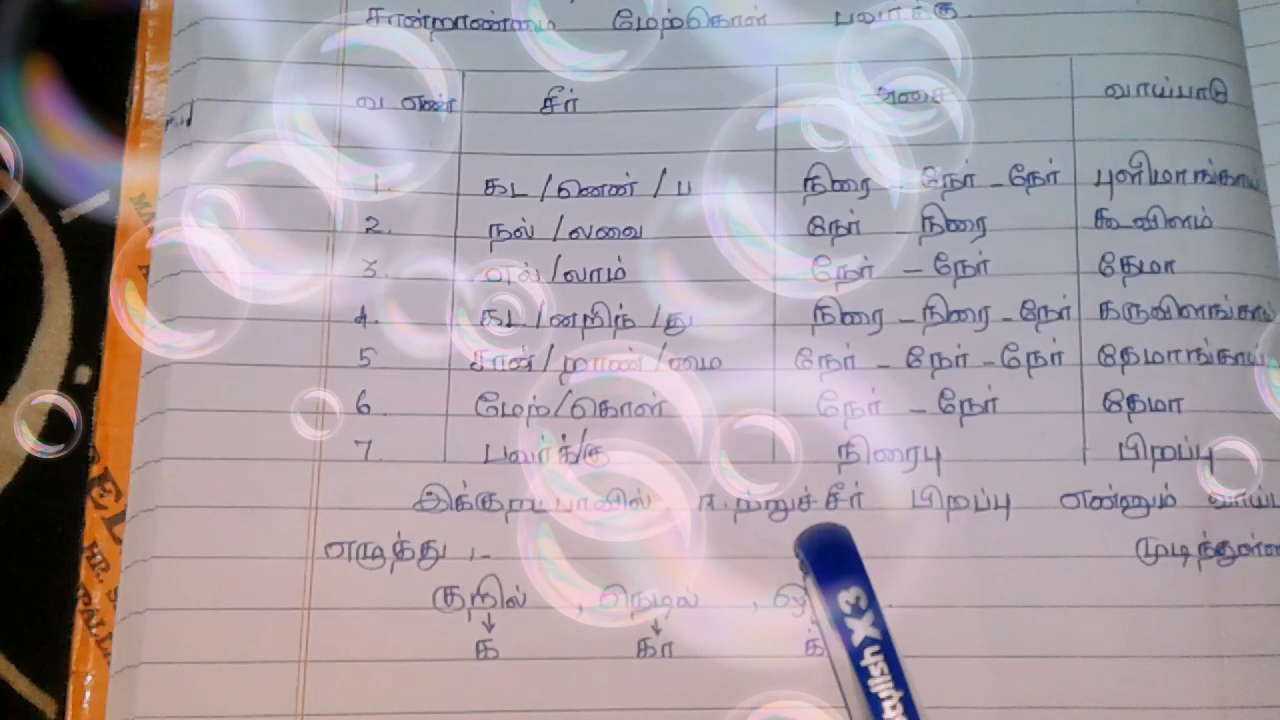 சான்றாண்மை மேற்கொள் பவர்க்கு.
வ.எண் சீர் அசை வாய்பாடு
1. கட/னென்/ப நிரை - நேர் - நேர் புளிமாங்காய்
2. நல்/லவை நேர் நிரை கூவிளம்
3. எல்/லாம் நேர் - நேர் தேமா
4. கட/னறிந்/து நிரை - நிரை - நேர் கருவிளங்காய்
5 சான்/றாண்/மை நேர் - நேர் - நேர் தேமாங்காய்
6. மேற்/கொள் நேர் - நேர் தேமா
7. பவர்க்/கு நிரைபு பிறப்பு
இக்குறட்பாவில் ஈற்றுச்சீர் பிறப்பு என்னும்
முடிந்துள்ள
எழுத்து :-
குறில் , நெடில் , ஒ
க கா க்
X3